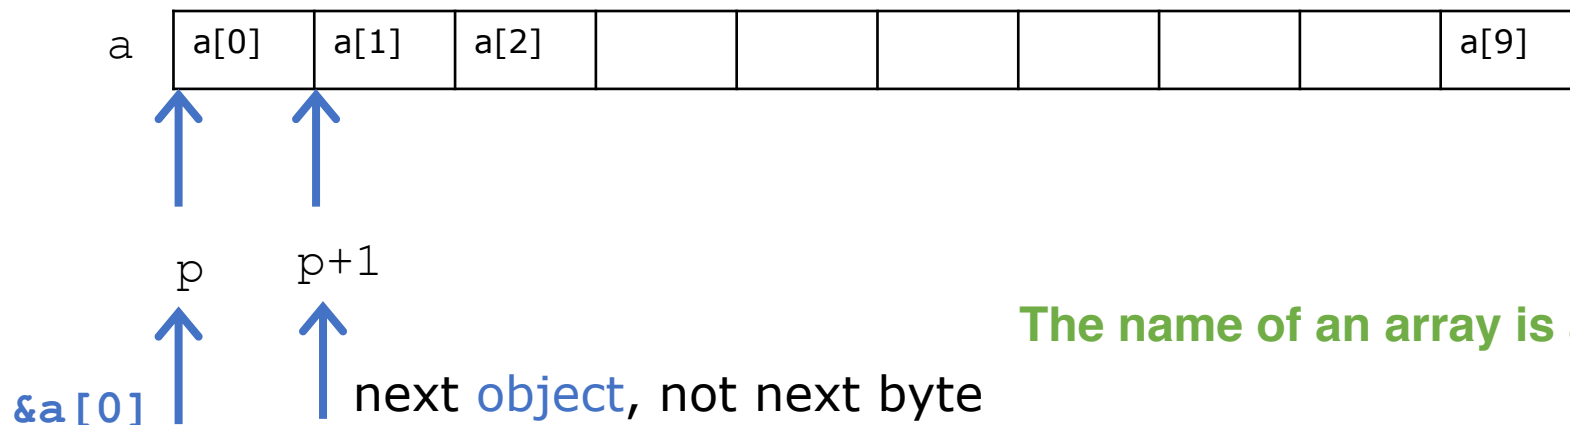 a a[0] a[1] a[2] a[9]
p p+1
The name of an array is
&a[0] next object, not next byte